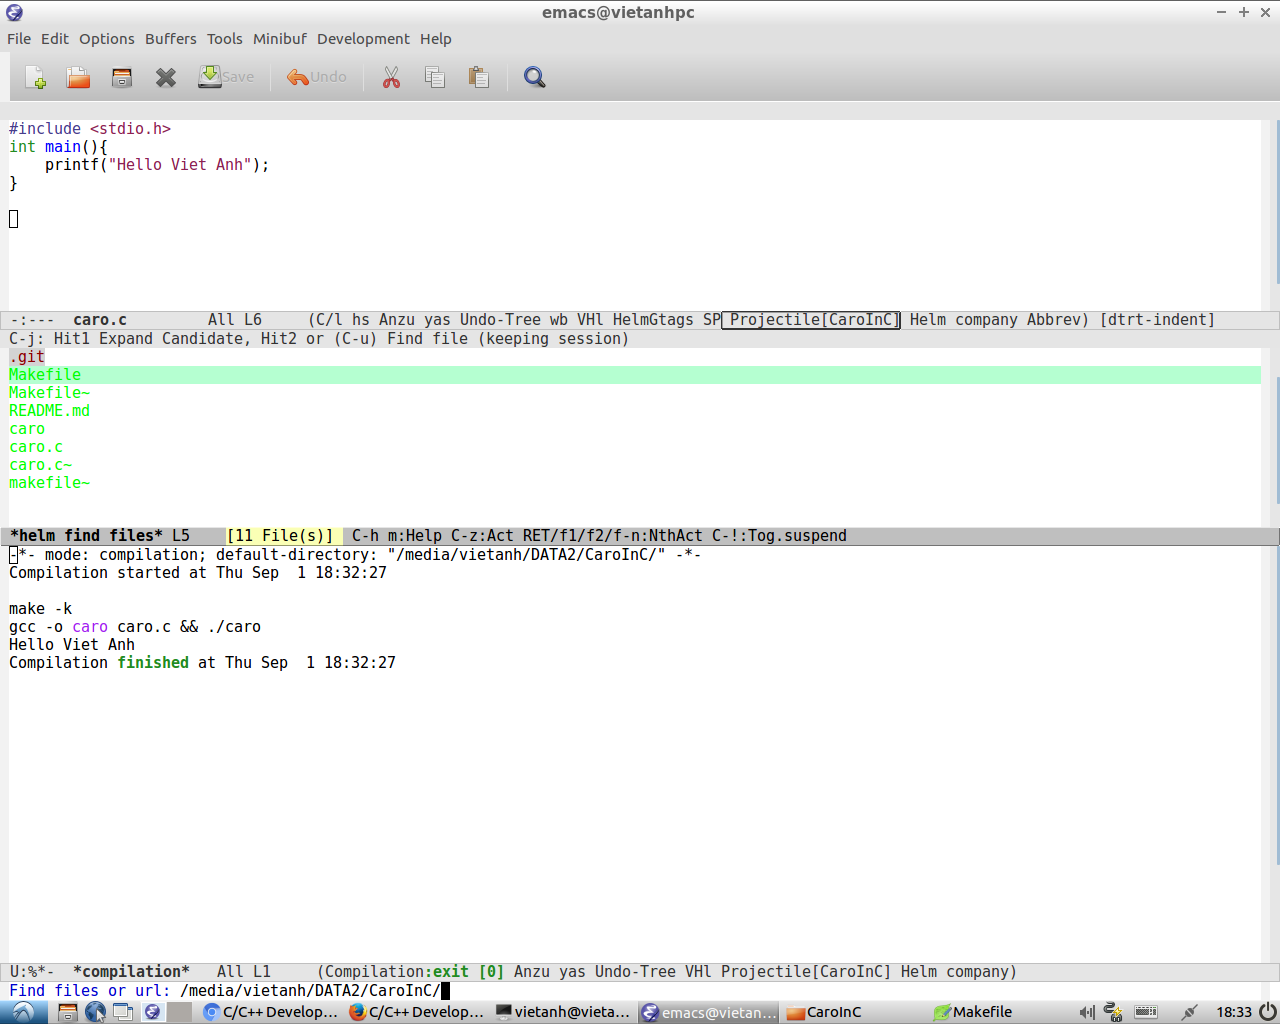 emacs@vietanhpc
File Edit Options Buffers Tools Minibuf Development Help
Save Undo
#include <stdio.h>
int main(){
    printf("Hello Viet Anh");
}
-:---  caro.c         All L6     (C/l hs Anzu yas Undo-Tree wb VHl HelmGtags SP Projectile[CaroInC] Helm company Abbrev) [dtrt-indent]
C-j: Hit1 Expand Candidate, Hit2 or (C-u) Find file (keeping session)
.git
Makefile
Makefile~
README.md
caro
caro.c
caro.c~
makefile~
*helm find files* L5    [11 File(s)]  C-h m:Help C-z:Act RET/f1/f2/f-n:NthAct C-!:Tog.suspend
-*- mode: compilation; default-directory: "/media/vietanh/DATA2/CaroInC/" -*-
Compilation started at Thu Sep  1 18:32:27
make -k
gcc -o caro caro.c && ./caro
Hello Viet Anh
Compilation finished at Thu Sep  1 18:32:27
U:%*-  *compilation*   All L1     (Compilation:exit [0] Anzu yas Undo-Tree VHl Projectile[CaroInC] Helm company)
Find files or url: /media/vietanh/DATA2/CaroInC/
C/C++ Develop... C/C++ Develop... vietanh@vieta... emacs@vietan... CaroInC Makefile 18:33